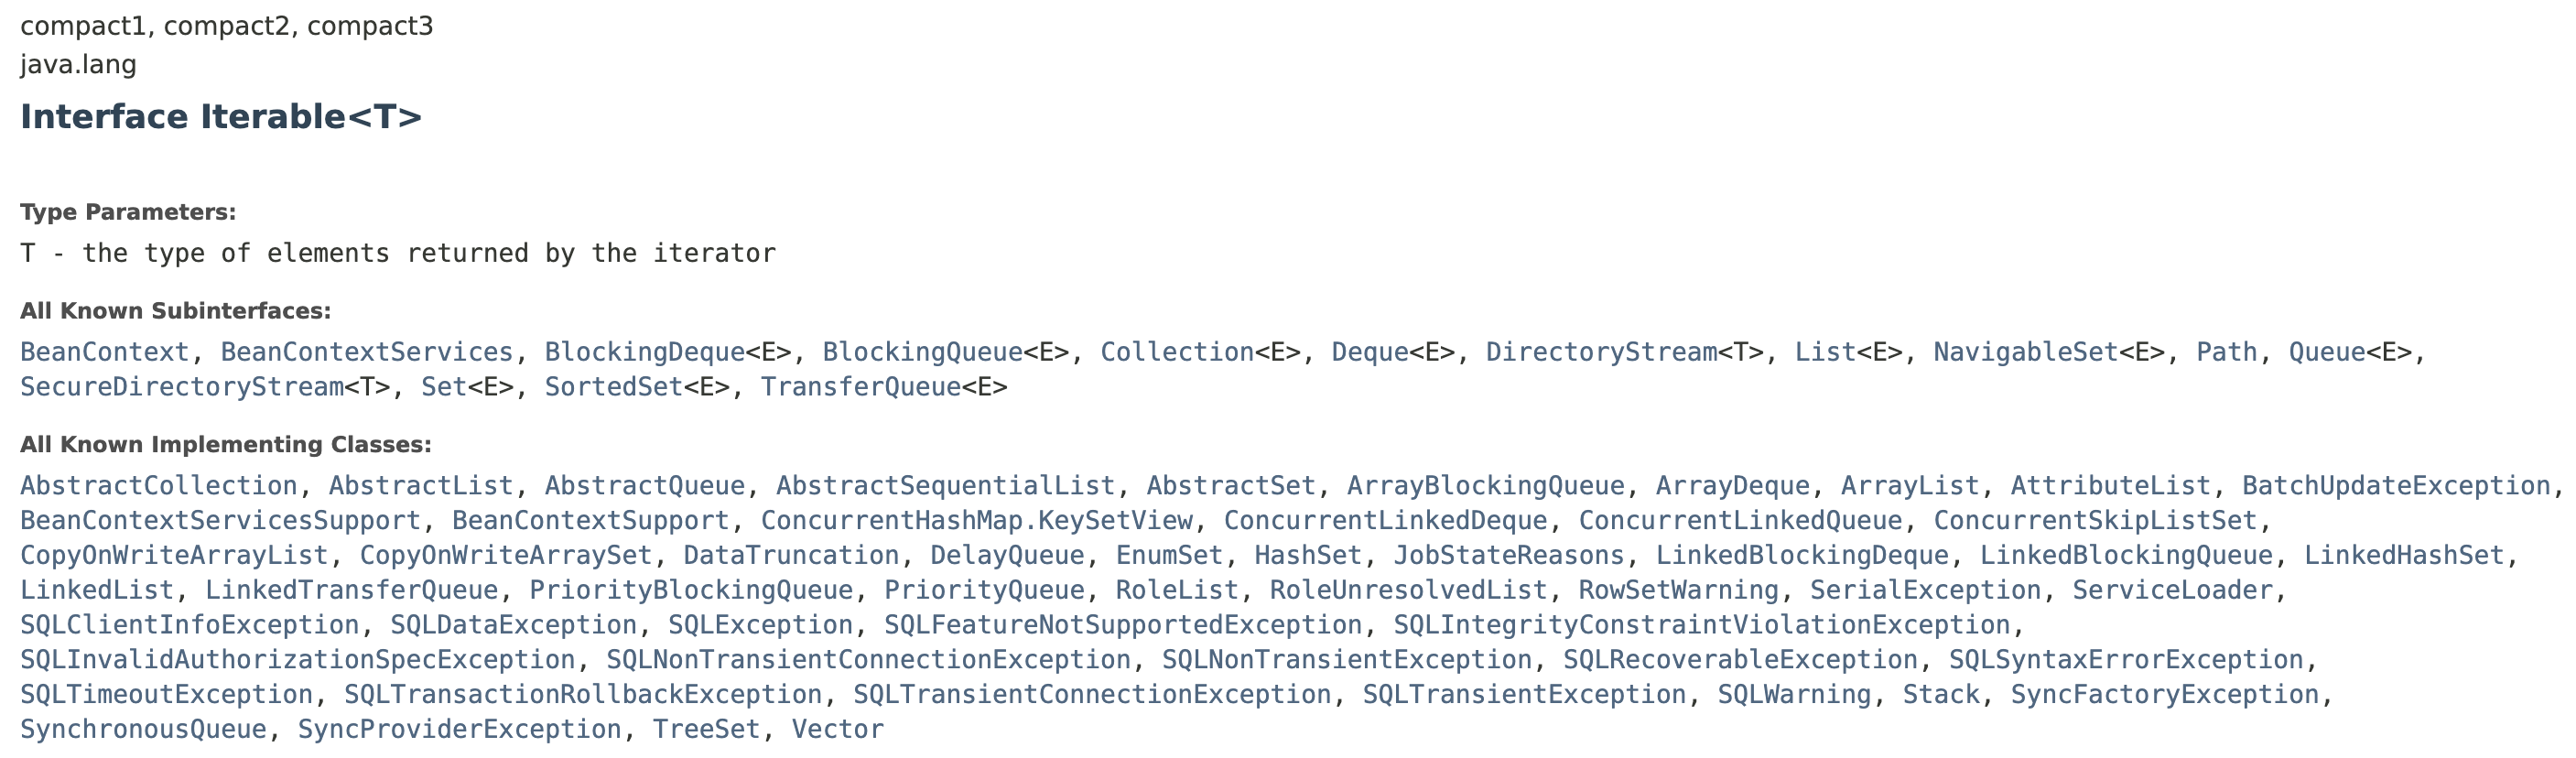 compact1, compact2, compact3
java.lang
Interface Iterable<T>
Type Parameters:
T - the type of elements returned by the iterator
All Known Subinterfaces:
BeanContext, BeanContextServices, BlockingDeque<E>, BlockingQueue<E>, Collection<E>, Deque<E>, DirectoryStream<T>, List<E>, NavigableSet<E>, Path, Queue<E>,
SecureDirectoryStream<T>, Set<E>, SortedSet<E>, TransferQueue<E>
All Known Implementing Classes:
AbstractCollection, AbstractList, AbstractQueue, AbstractSequentialList, AbstractSet, ArrayBlockingQueue, ArrayDeque, ArrayList, AttributeList, BatchUpdateException,
BeanContextServicesSupport, BeanContextSupport, ConcurrentHashMap.KeySetView, ConcurrentLinkedDeque, ConcurrentLinkedQueue, ConcurrentSkipListSet,
CopyOnWriteArrayList, CopyOnWriteArraySet, DataTruncation, DelayQueue, EnumSet, HashSet, JobStateReasons, LinkedBlockingDeque, LinkedBlockingQueue, LinkedHashSet,
LinkedList, LinkedTransferQueue, PriorityBlockingQueue, PriorityQueue, RoleList, RoleUnresolvedList, RowSetWarning, SerialException, ServiceLoader,
SQLClientInfoException, SQLDataException, SQLException, SQLFeatureNotSupportedException, SQLIntegrityConstraintViolationException,
SQLInvalidAuthorizationSpecException, SQLNonTransientConnectionException, SQLNonTransientException, SQLRecoverableException, SQLSyntaxErrorException,
SQLTimeoutException, SQLTransactionRollbackException, SQLTransientConnectionException, SQLTransientException, SQLWarning, Stack, SyncFactoryException,
SynchronousQueue, SyncProviderException, TreeSet, Vector